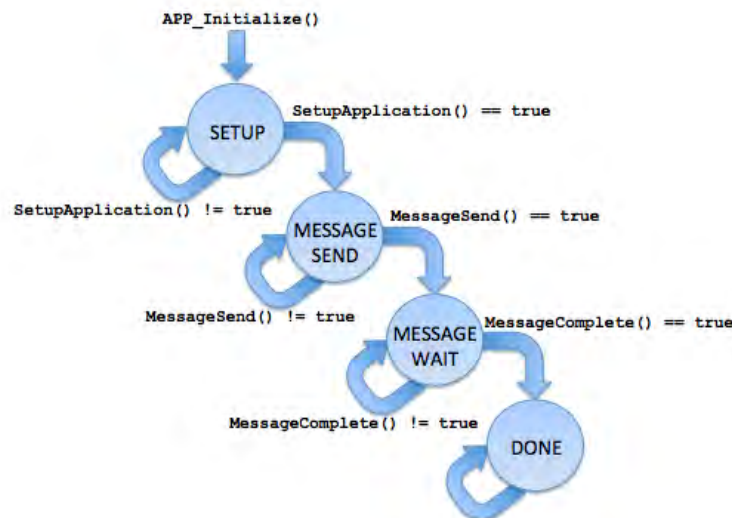 APP_Initialize()
SetupApplication() == true
SETUP
SetupApplication() != true
MessageSend() == true
MESSAGE
SEND
MessageSend() != true
MessageComplete() == true
MESSAGE
WAIT
MessageComplete() != true
DONE